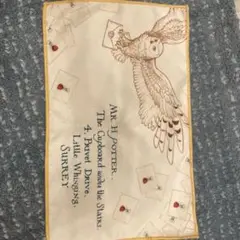 MR. H POTTER.
The Cupboard under the Stairs,
4, Privet Drive,
Little Whinging,
SURREY